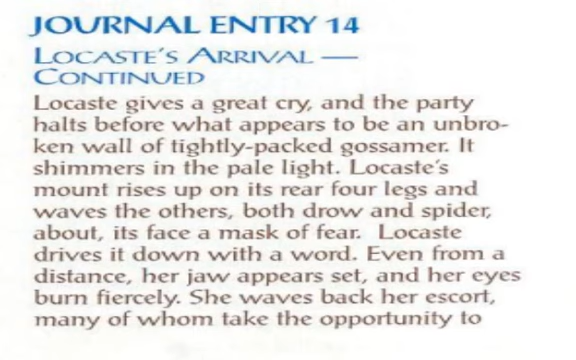 JOURNAL ENTRY 14
LOCASTE'S ARRIVAL —
CONTINUED
Locaste gives a great cry, and the party
halts before what appears to be an unbro-
ken wall of tightly-packed gossamer. It
shimmers in the pale light. Locaste's
mount rises up on its rear four legs and
waves the others, both drow and spider,
about, its face a mask of fear. Locaste
drives it down with a word. Even from a
distance, her jaw appears set, and her eyes
burn fiercely. She waves back her escort,
many of whom take the opportunity to